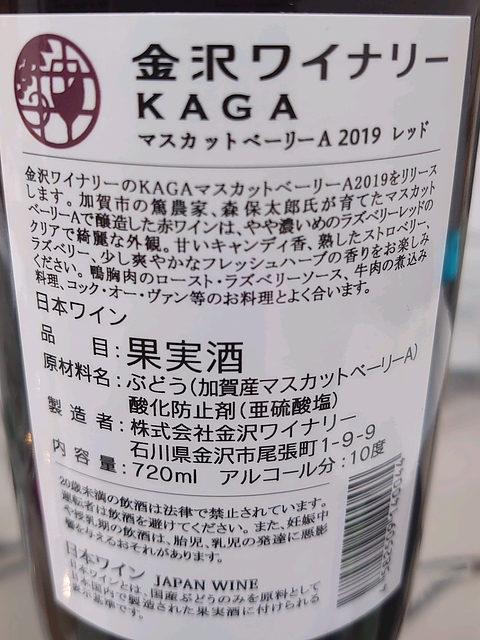 金沢ワイナリー
KAGA
マスカットベーリーA 2019 レッド
金沢ワイナリーのKAGAマスカットベーリーA2019をリリース
します。加賀市の篤農家、森 保太郎氏が育てたマスカット
ベーリーAで醸造した赤ワインは、やや濃いめのラズベリーレッドの
クリアで綺麗な外観。甘いキャンディ香、熟したストロベリー、
ラズベリー、少し爽やかなフレッシュハーブの香りをお楽しみ
ください。鴨胸肉のロースト・ラズベリーソース、牛肉の煮込み
料理、コック・オー・ヴァン等のお料理とよく合います。
日本ワイン
品 目:果実酒
原材料名:ぶどう(加賀産マスカットベーリーA)
酸化防止剤(亜硫酸塩)
製造者:株式会社金沢ワイナリー
石川県金沢市尾張町1-9-9
内容量:720ml アルコール分:10度
20歳未満の飲酒は法律で禁止されています。
運転者は飲酒を避けてください。また、妊娠中
や授乳期の飲酒は、胎児、乳児の発達に悪影
響を与えるおそれがあります。
日本ワイン JAPAN WINE
日本ワインとは、国産ぶどうのみを原料として
日本国内で製造された果実酒に付けられる
表示基準です。